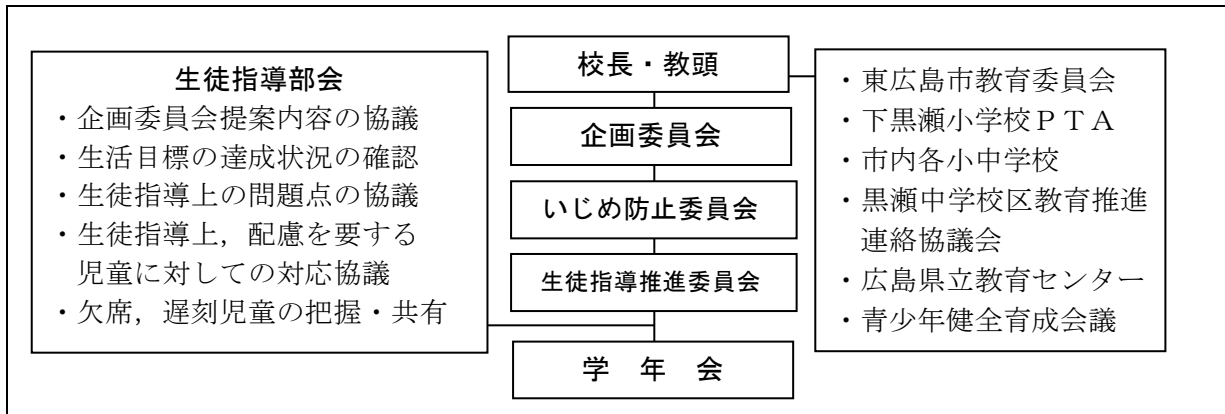 生徒指導部会
・企画委員会提案内容の協議
・生活目標の達成状況の確認
・生徒指導上の問題点の協議
・生徒指導上，配慮を要する
児童に対しての対応協議
・欠席，遅刻児童の把握・共有
校長・教頭
企画委員会
いじめ防止委員会
生徒指導推進委員会
学　年　会
・東広島市教育委員会
・下黒瀬小学校ＰＴＡ
・市内各小中学校
・黒瀬中学校区教育推進
連絡協議会
・広島県立教育センター
・青少年健全育成会議